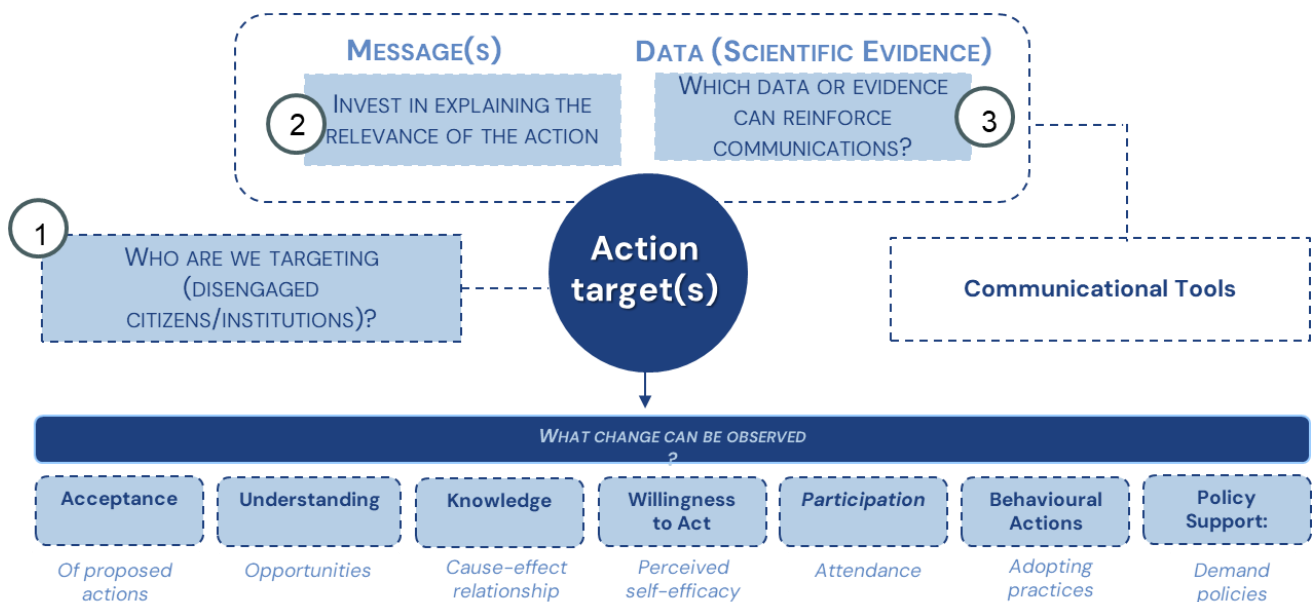 MESSAGE(S)
DATA (SCIENTIFIC EVIDENCE)
2
INVEST IN EXPLAINING THE
RELEVANCE OF THE ACTION
WHICH DATA OR EVIDENCE
CAN REINFORCE
COMMUNICATIONS?
3
1
WHO ARE WE TARGETING
(DISENGAGED
CITIZENS/INSTITUTIONS)?
Action
target(s)
Communicational Tools
WHAT CHANGE CAN BE OBSERVED
?
Acceptance
Of proposed
actions
Understanding
Opportunities
Knowledge
Cause-effect
relationship
Willingness
to Act
Perceived
self-efficacy
Participation
Attendance
Behavioural
Actions
Adopting
practices
Policy
Support:
Demand
policies